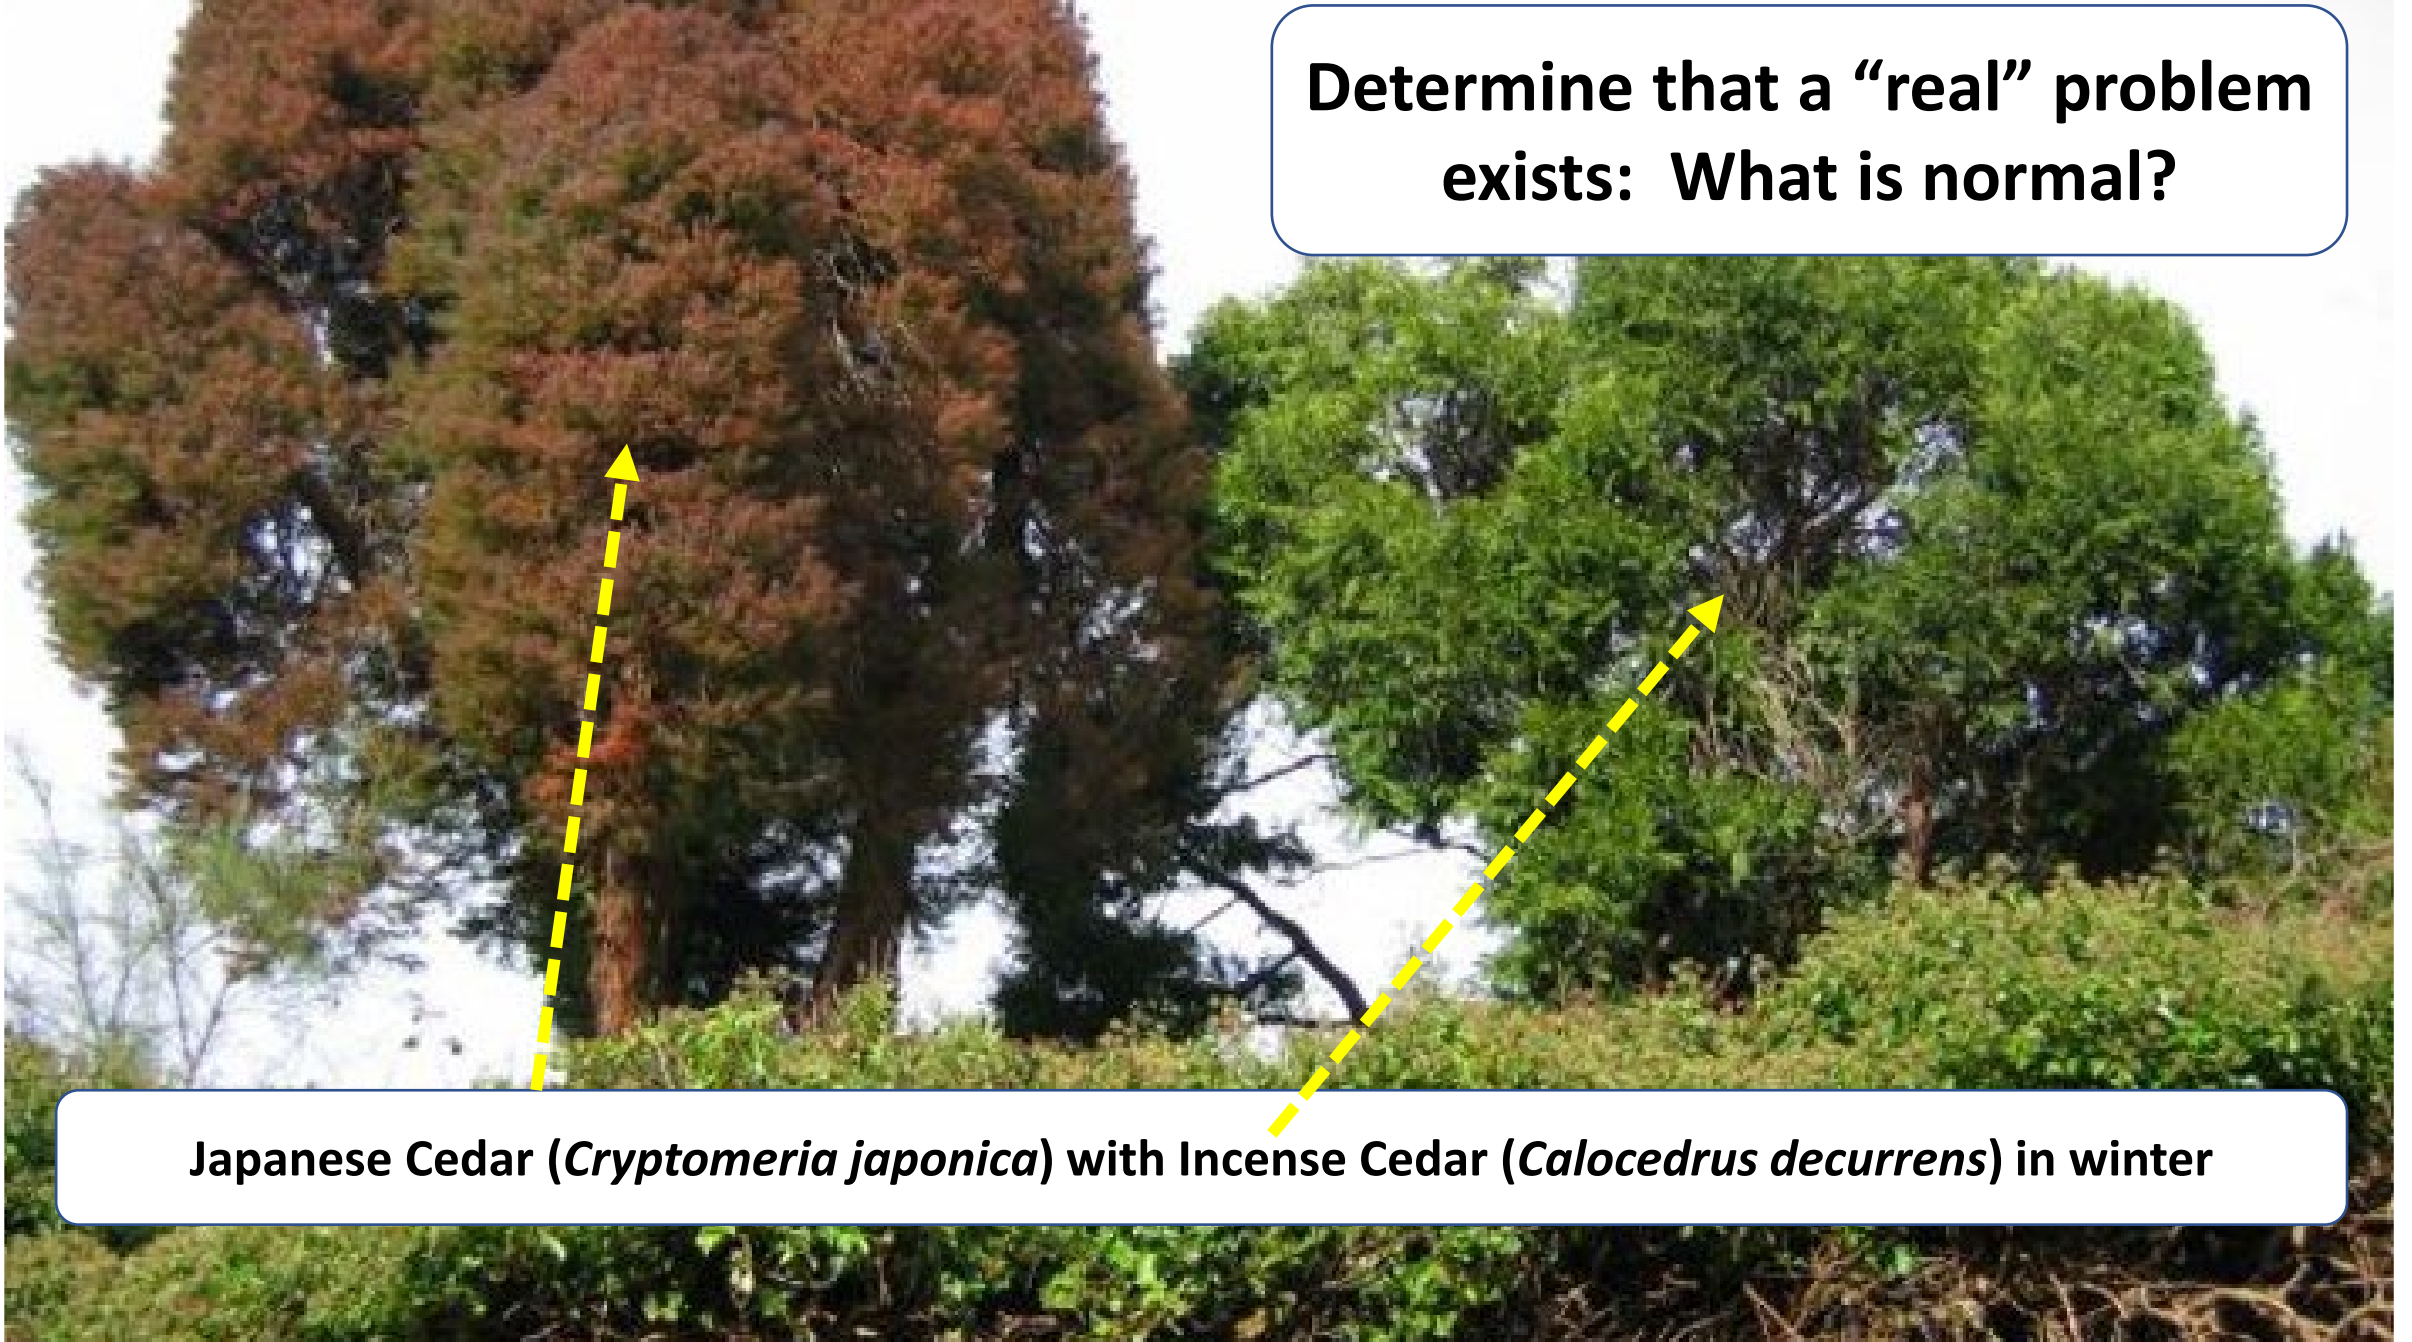 Determine that a “real” problem
exists:  What is normal?
Japanese Cedar (Cryptomeria japonica) with Incense Cedar (Calocedrus decurrens) in winter